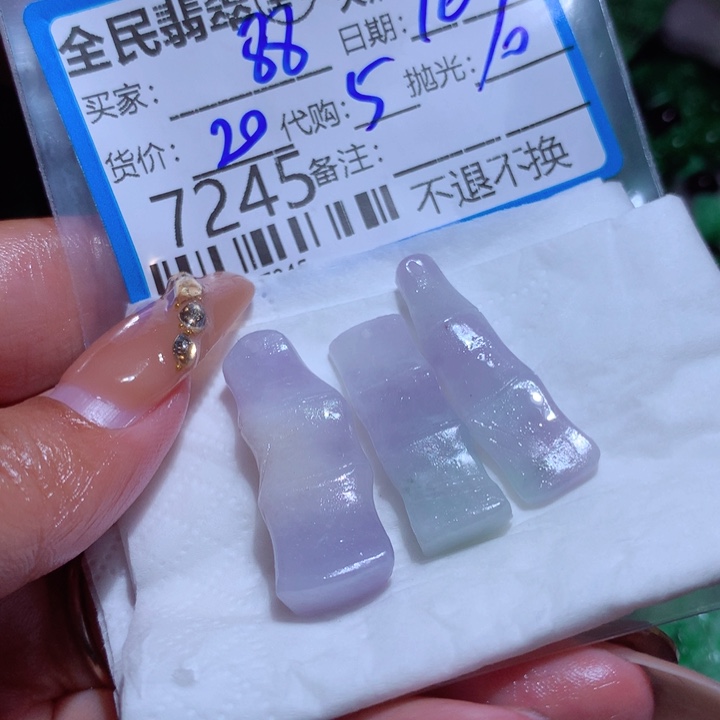 全民翡翠
买家: 88 日期: 10/6
货价: 20 代购: 5 抛光:
7245 备注:
不退不换